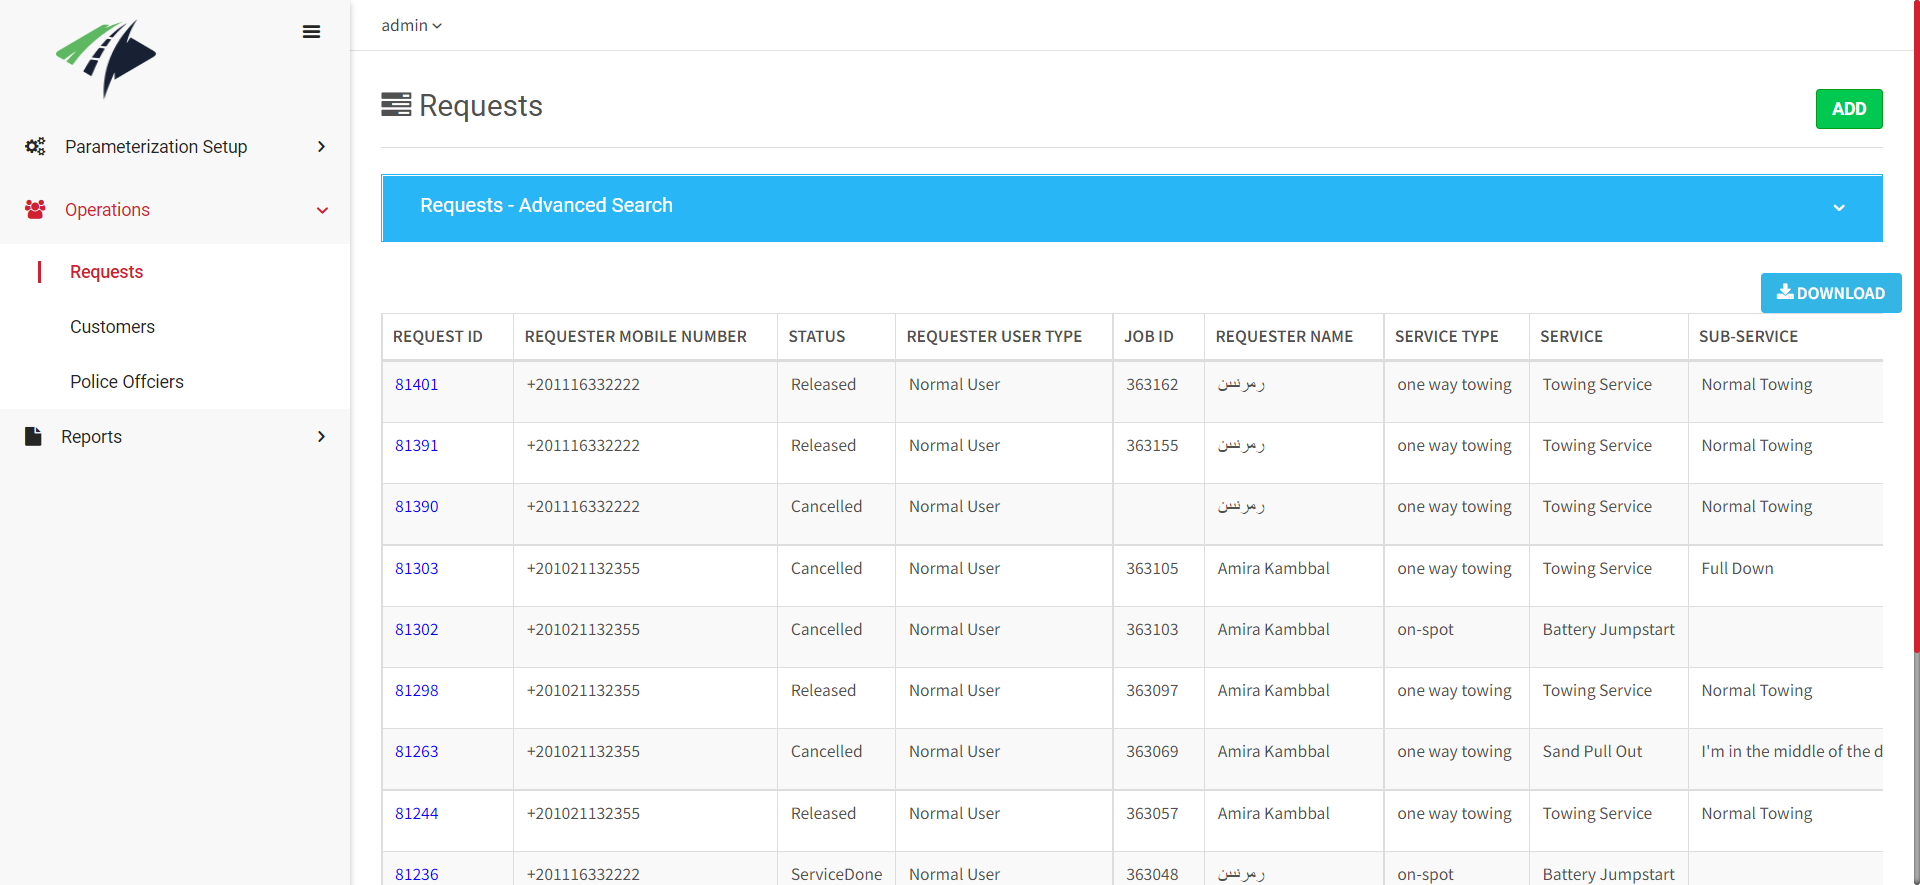 admin
Parameterization Setup
Operations
Requests
Customers
Police Offciers
Reports
Requests
ADD
Requests - Advanced Search
DOWNLOAD
REQUEST ID REQUESTER MOBILE NUMBER STATUS REQUESTER USER TYPE JOB ID REQUESTER NAME SERVICE TYPE SERVICE SUB-SERVICE
81401 +201116332222 Released Normal User 363162 one way towing Towing Service Normal Towing
81391 +201116332222 Released Normal User 363155 one way towing Towing Service Normal Towing
81390 +201116332222 Cancelled Normal User one way towing Towing Service Normal Towing
81303 +201021132355 Cancelled Normal User 363105 Amira Kambbal one way towing Towing Service Full Down
81302 +201021132355 Cancelled Normal User 363103 Amira Kambbal on-spot Battery Jumpstart
81298 +201021132355 Released Normal User 363097 Amira Kambbal one way towing Towing Service Normal Towing
81263 +201021132355 Cancelled Normal User 363069 Amira Kambbal one way towing Sand Pull Out I'm in the middle of the d
81244 +201021132355 Released Normal User 363057 Amira Kambbal one way towing Towing Service Normal Towing
81236 +201116332222 ServiceDone Normal User 363048 on-spot Battery Jumpstart